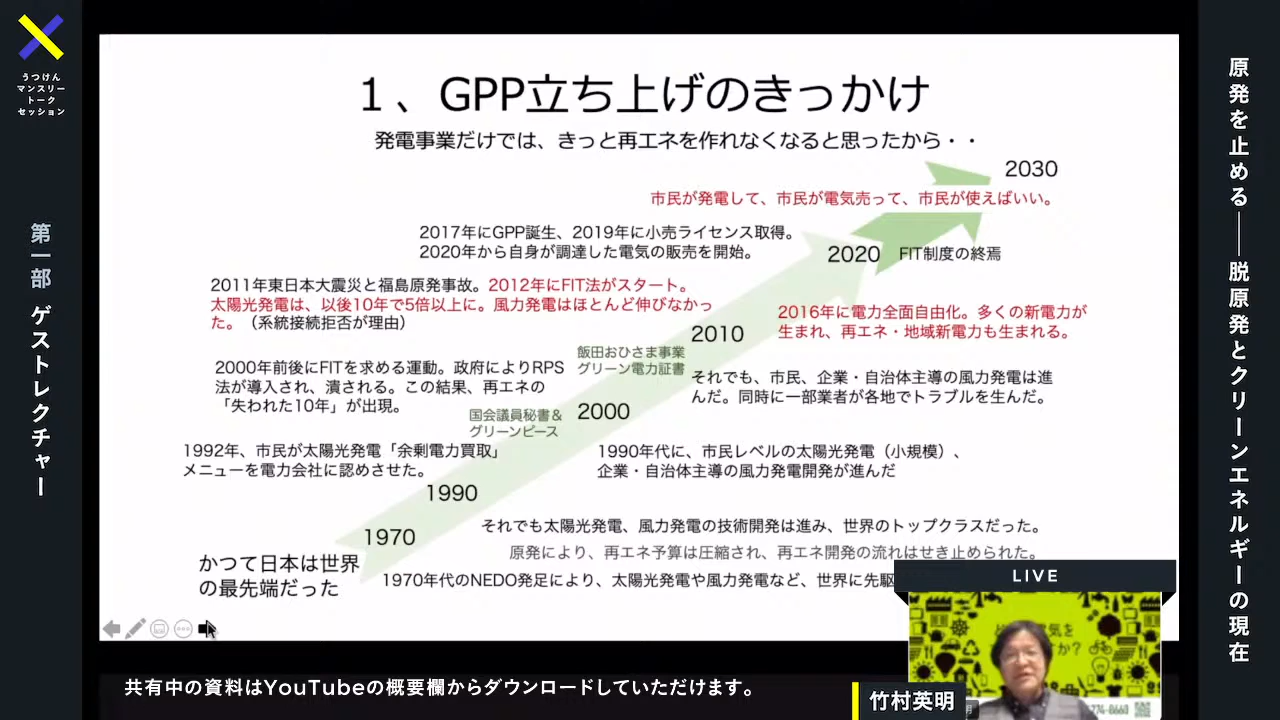 うつけん
マンスリー
トーク
セッション
第一部 ゲストレクチャー
原発を止める——脱原発とクリーンエネルギーの現在
1、GPP立ち上げのきっかけ
発電事業だけでは、きっと再エネを作れなくなると思ったから・・
2030
市民が発電して、市民が電気売って、市民が使えばいい。
2017年にGPP誕生、2019年に小売ライセンス取得。
2020年から自身が調達した電気の販売を開始。
2020 FIT制度の終焉
2011年東日本大震災と福島原発事故。2012年にFIT法がスタート。
太陽光発電は、以後10年で5倍以上に。風力発電はほとんど伸びなかっ
た。（系統接続拒否が理由）
2016年に電力全面自由化。多くの新電力が
生まれ、再エネ・地域新電力も生まれる。
2010
飯田おひさま事業
グリーン電力証書
2000年前後にFITを求める運動。政府によりRPS
法が導入され、潰される。この結果、再エネの
「失われた10年」が出現。
それでも、市民、企業・自治体主導の風力発電は進
んだ。同時に一部業者が各地でトラブルを生んだ。
2000
国会議員秘書＆
グリーンピース
1992年、市民が太陽光発電「余剰電力買取」
メニューを電力会社に認めさせた。
1990年代に、市民レベルの太陽光発電（小規模）、
企業・自治体主導の風力発電開発が進んだ
1990
それでも太陽光発電、風力発電の技術開発は進み、世界のトップクラスだった。
1970
原発により、再エネ予算は圧縮され、再エネ開発の流れはせき止められた。
かつて日本は世界
の最先端だった
1970年代のNEDO発足により、太陽光発電や風力発電など、世界に先駆
LIVE
電気を
か?
274-8660
共有中の資料はYouTubeの概要欄からダウンロードしていただけます。
竹村英明